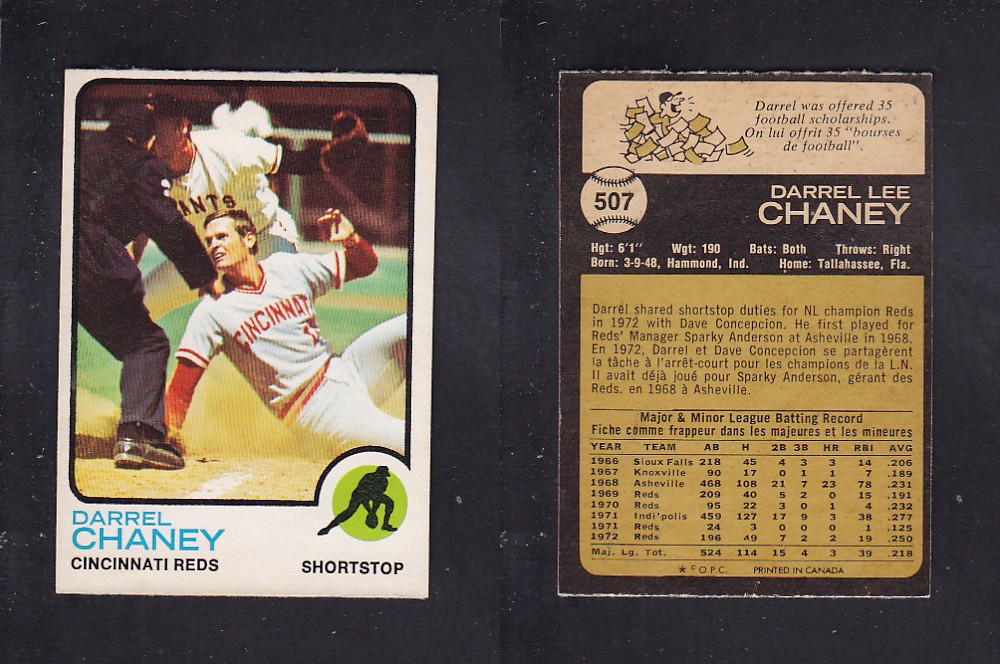 ANTS
CINCINNATI
DARREL
CHANEY
CINCINNATI REDS
SHORTSTOP
Darrel was offered 35
football scholarships.
On lui offrit 35 "bourses
de football".
507
DARREL LEE
CHANEY
Hgt: 6'1" Wgt: 190 Bats: Both Throws: Right
Born: 3-9-48, Hammond, Ind. Home: Tallahassee, Fla.
Darrel shared shortstop duties for NL champion Reds
in 1972 with Dave Concepcion. He first played for
Reds' Manager Sparky Anderson at Asheville in 1968.
En 1972, Darrel et Dave Concepcion se partagèrent
la tâche à l'arrêt-court pour les champions de la L.N.
Il avait déjà joué pour Sparky Anderson, gérant des
Reds. en 1968 à Asheville.
Major & Minor League Batting Record
Fiche comme frappeur dans les majeures et les mineures
YEAR TEAM AB H 2B 3B HR RBI AVG
1966 Sioux Falls 218 45 4 3 3 14 .206
1967 Knoxville 90 17 0 1 1 7 .189
1968 Asheville 468 108 21 7 23 78 .231
1969 Reds 209 40 5 2 0 15 .191
1970 Reds 95 22 3 0 1 4 .232
1971 Indi'polis 459 127 17 9 3 38 .277
1971 Reds 24 3 0 0 0 1 .125
1972 Reds 196 49 7 2 2 19 .250
Maj. Lg. Tot. 524 114 15 4 3 39 .218
* © O.P.C. PRINTED IN CANADA